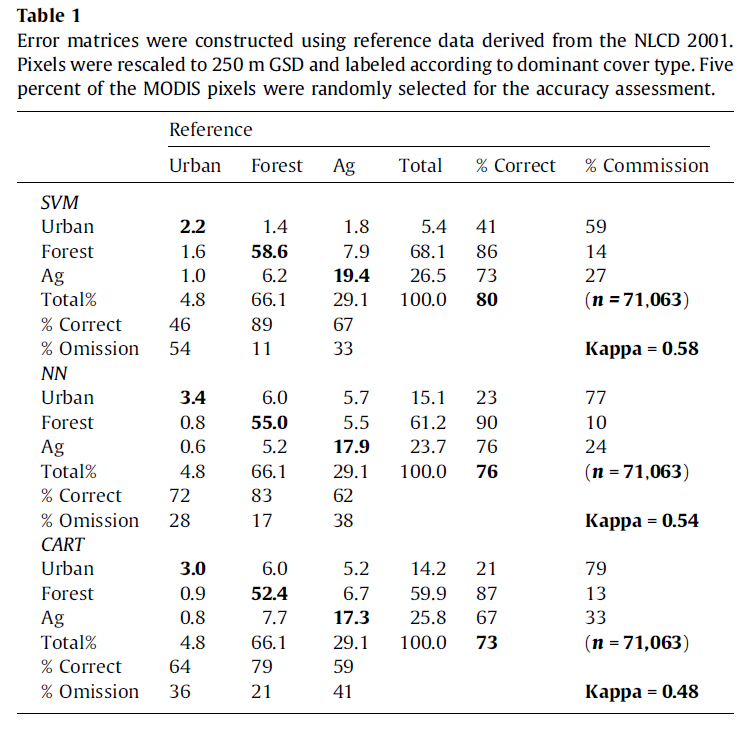 Table 1
Error matrices were constructed using reference data derived from the NLCD 2001.
Pixels were rescaled to 250 m GSD and labeled according to dominant cover type. Five
percent of the MODIS pixels were randomly selected for the accuracy assessment.
Reference
Urban Forest Ag Total % Correct % Commission
SVM
Urban 2.2 1.4 1.8 5.4 41 59
Forest 1.6 58.6 7.9 68.1 86 14
Ag 1.0 6.2 19.4 26.5 73 27
Total% 4.8 66.1 29.1 100.0 80 (n = 71,063)
% Correct 46 89 67
% Omission 54 11 33 Kappa = 0.58
NN
Urban 3.4 6.0 5.7 15.1 23 77
Forest 0.8 55.0 5.5 61.2 90 10
Ag 0.6 5.2 17.9 23.7 76 24
Total% 4.8 66.1 29.1 100.0 76 (n = 71,063)
% Correct 72 83 62
% Omission 28 17 38 Kappa = 0.54
CART
Urban 3.0 6.0 5.2 14.2 21 79
Forest 0.9 52.4 6.7 59.9 87 13
Ag 0.8 7.7 17.3 25.8 67 33
Total% 4.8 66.1 29.1 100.0 73 (n = 71,063)
% Correct 64 79 59
% Omission 36 21 41 Kappa = 0.48